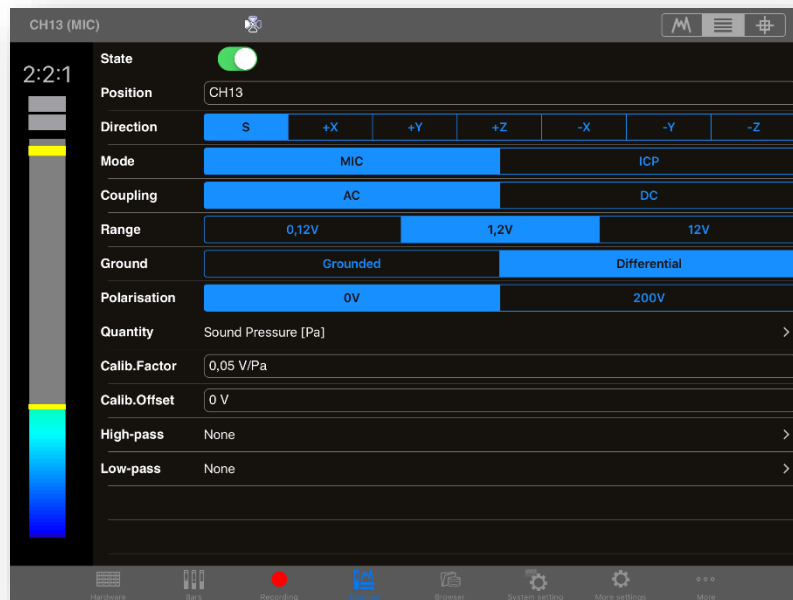 CH13 (MIC)
2:2:1
State
Position CH13
Direction S +X +Y +Z -X -Y -Z
Mode MIC ICP
Coupling AC DC
Range 0,12V 1,2V 12V
Ground Grounded Differential
Polarisation 0V 200V
Quantity Sound Pressure [Pa]
Calib.Factor 0,05 V/Pa
Calib.Offset 0 V
High-pass None
Low-pass None
Hardware Bars Recording Browser System setting More settings More